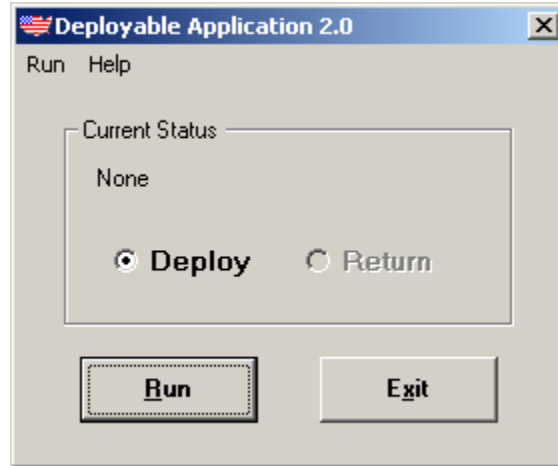 Deployable Application 2.0
Run Help
Current Status
None
Deploy Return
Run Exit